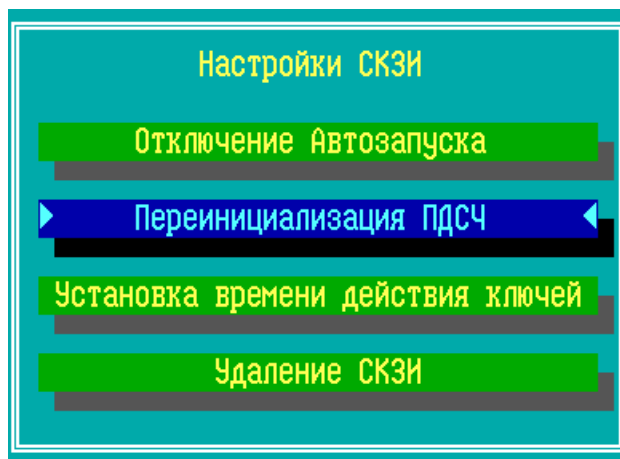 Настройки СКЗИ
Отключение Автозапуска
Переинициализация ПДСЧ
Установка времени действия ключей
Удаление СКЗИ